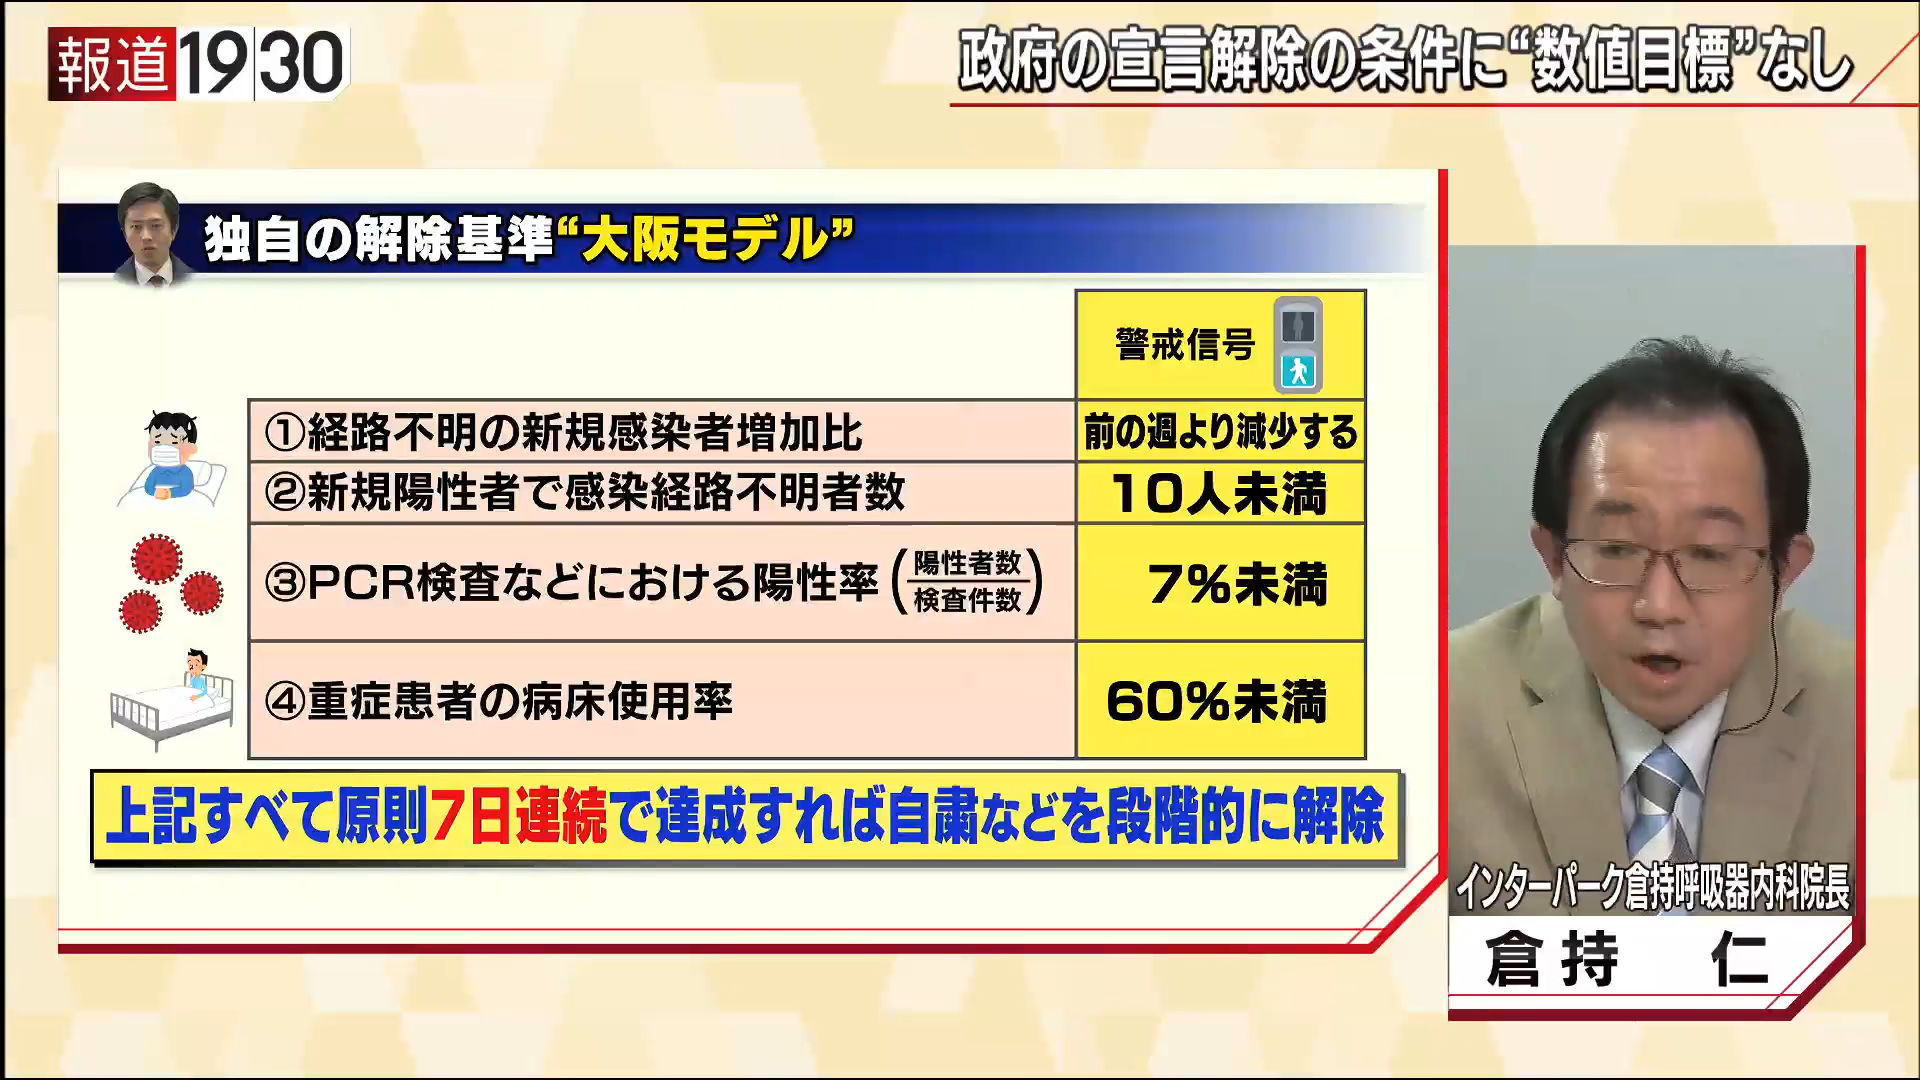 報道19|30
政府の宣言解除の条件に“数値目標”なし
独自の解除基準“大阪モデル”
警戒信号
①経路不明の新規感染者増加比
前の週より減少する
②新規陽性者で感染経路不明者数
10人未満
③PCR検査などにおける陽性率(陽性者数/検査件数)
7%未満
④重症患者の病床使用率
60%未満
上記すべて原則7日連続で達成すれば自粛などを段階的に解除
インターパーク倉持呼吸器内科院長
倉持 仁